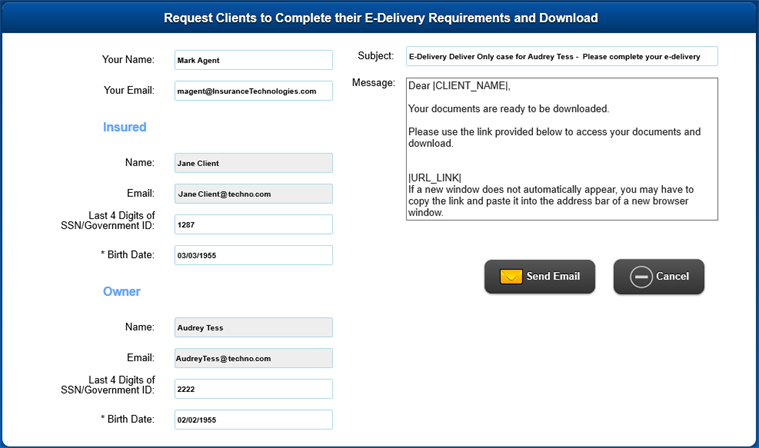 Request Clients to Complete their E-Delivery Requirements and Download
Your Name: Mark Agent
Your Email: magent@InsuranceTechnologies.com
Insured
Name: Jane Client
Email: Jane Client@techno.com
Last 4 Digits of
SSN/Government ID: 1287
* Birth Date: 03/03/1955
Owner
Name: Audrey Tess
Email: AudreyTess@techno.com
Last 4 Digits of
SSN/Government ID: 2222
* Birth Date: 02/02/1955
Subject: E-Delivery Deliver Only case for Audrey Tess - Please complete your e-delivery
Message: Dear |CLIENT_NAME|,
Your documents are ready to be downloaded.
Please use the link provided below to access your documents and
download.
|URL_LINK|
If a new window does not automatically appear, you may have to
copy the link and paste it into the address bar of a new browser
window.
Send Email
Cancel